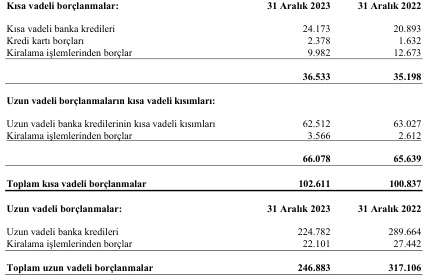 Kısa vadeli borçlanmalar: 31 Aralık 2023 31 Aralık 2022
Kısa vadeli banka kredileri 24.173 20.893
Kredi kartı borçları 2.378 1.632
Kiralama işlemlerinden borçlar 9.982 12.673
36.533 35.198
Uzun vadeli borçlanmaların kısa vadeli kısımları:
Uzun vadeli banka kredilerinin kısa vadeli kısımları 62.512 63.027
Kiralama işlemlerinden borçlar 3.566 2.612
66.078 65.639
Toplam kısa vadeli borçlanmalar 102.611 100.837
Uzun vadeli borçlanmalar: 31 Aralık 2023 31 Aralık 2022
Uzun vadeli banka kredileri 224.782 289.664
Kiralama işlemlerinden borçlar 22.101 27.442
Toplam uzun vadeli borçlanmalar 246.883 317.106